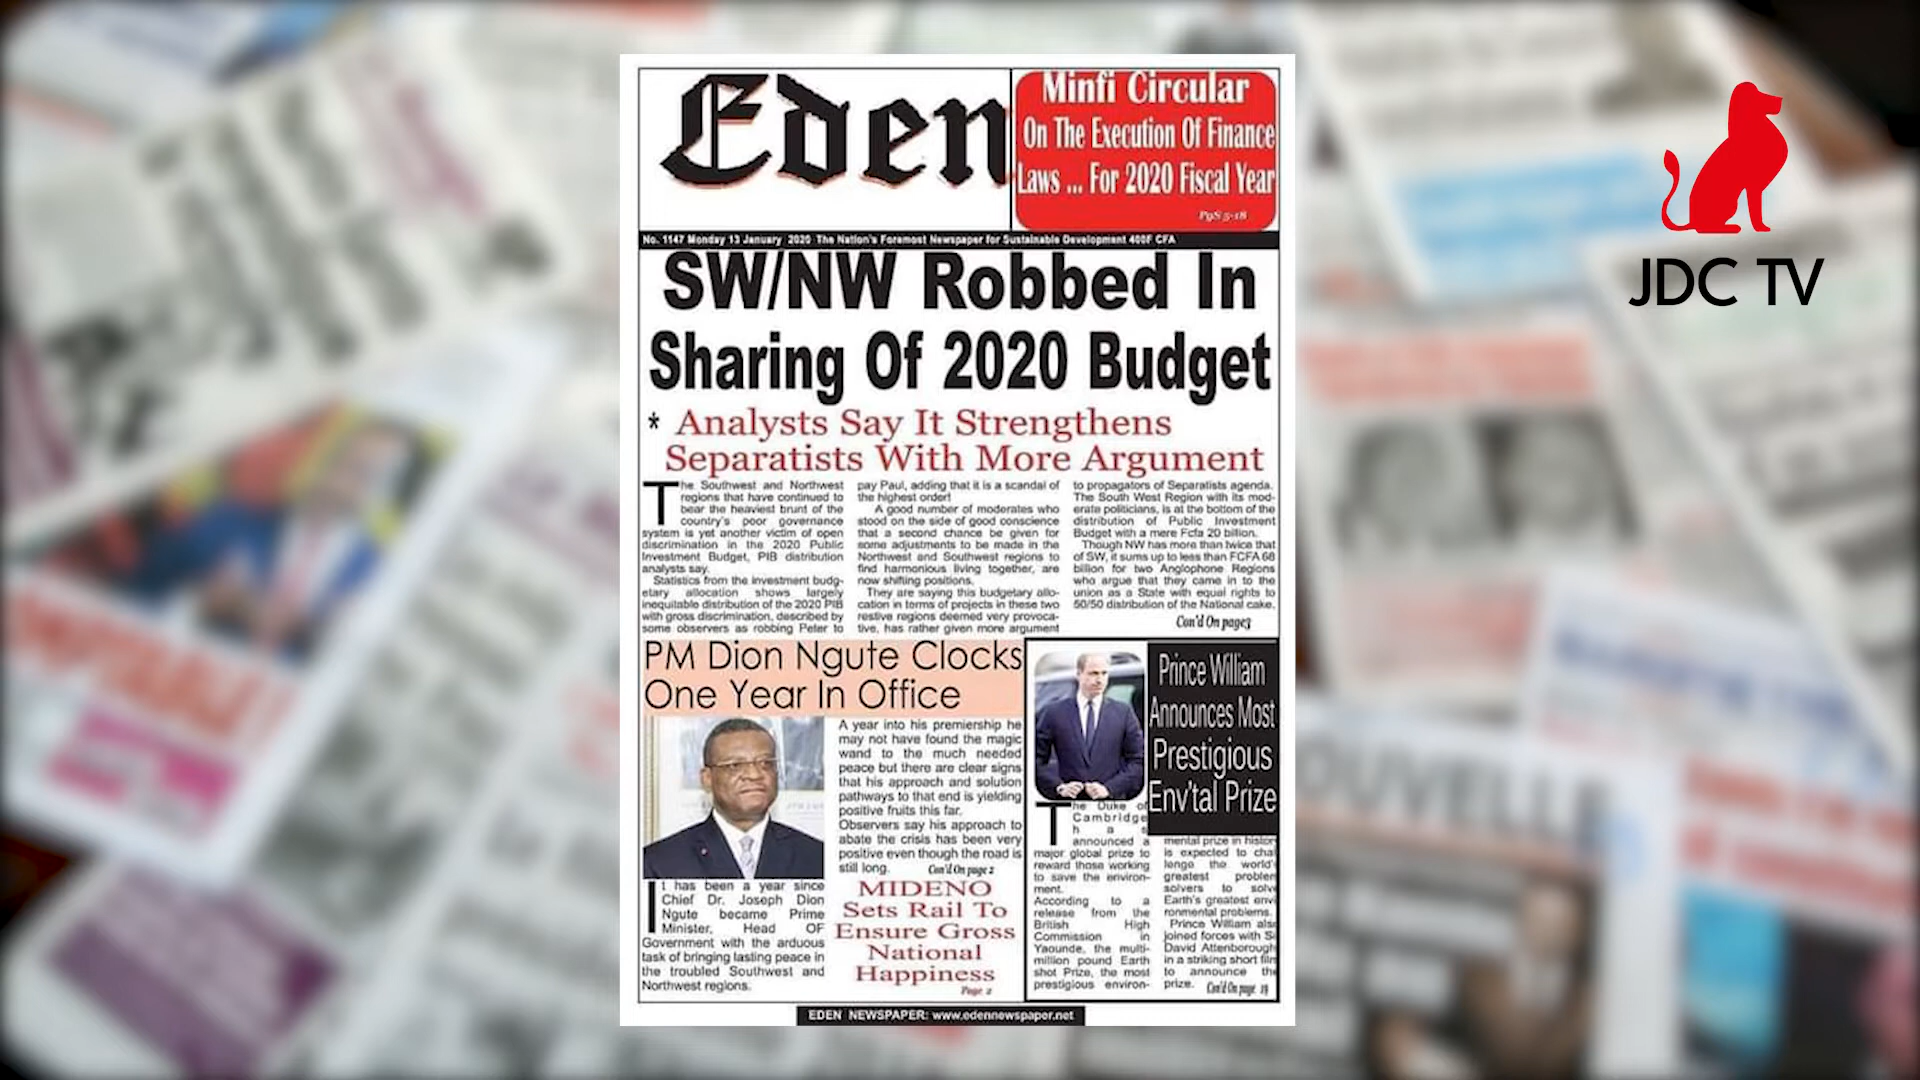 Eden
Minfi Circular
On The Execution Of Finance
Laws ... For 2020 Fiscal Year
PgS 5-18
JDC TV
No. 1147 Monday 13 January 2020 The Nation's Foremost Newspaper for Sustainable Development 400F CFA
SW/NW Robbed In
Sharing Of 2020 Budget
* Analysts Say It Strengthens
Separatists With More Argument
The Southwest and Northwest
regions that have continued to
bear the heaviest brunt of the
country's poor governance
system is yet another victim of open
discrimination in the 2020 Public
Investment Budget, PIB distribution
analysts say.
Statistics from the investment budg-
etary allocation shows largely
inequitable distribution of the 2020 PIB
with gross discrimination, described by
some observers as robbing Peter to
pay Paul, adding that it is a scandal of
the highest order!
A good number of moderates who
stood on the side of good conscience
that a second chance be given for
some adjustments to be made in the
Northwest and Southwest regions to
find harmonious living together, are
now shifting positions.
They are saying this budgetary allo-
cation in terms of projects in these two
restive regions deemed very provoca-
tive, has rather given more argument
to propagators of Separatists agenda.
The South West Region with its mod-
erate politicians, is at the bottom of the
distribution of Public Investment
Budget with a mere Fcfa 20 billion.
Though NW has more than twice that
of SW, it sums up to less than FCFA 68
billion for two Anglophone Regions
who argue that they came in to the
union as a State with equal rights to
50/50 distribution of the National cake.
Con'd On page3
PM Dion Ngute Clocks
One Year In Office
It has been a year since
Chief Dr. Joseph Dion
Ngute became Prime
Minister, Head OF
Government with the arduous
task of bringing lasting peace in
the troubled Southwest and
Northwest regions.
A year into his premiership he
may not have found the magic
wand to the much needed
peace but there are clear signs
that his approach and solution
pathways to that end is yielding
positive fruits this far.
Observers say his approach to
abate the crisis has been very
positive even though the road is
still long. Con'd On page 2
MIDENO
Sets Rail To
Ensure Gross
National
Happiness
Page 2
Prince William
Announces Most
Prestigious
Env'tal Prize
The Duke of
Cambridge
h a s
announced a
major global prize to
reward those working
to save the environ-
ment.
According to a
release from the
British High
Commission in
Yaounde, the multi-
million pound Earth
shot Prize, the most
prestigious environ-
mental prize in histor
is expected to chal
lenge the world'
greatest problem
solvers to solve
Earth's greatest envi
ronmental problems.
Prince William als
joined forces with Si
David Attenborough
in a striking short film
to announce the
prize. Con'd On page 19
EDEN NEWSPAPER: www.edennewspaper.net